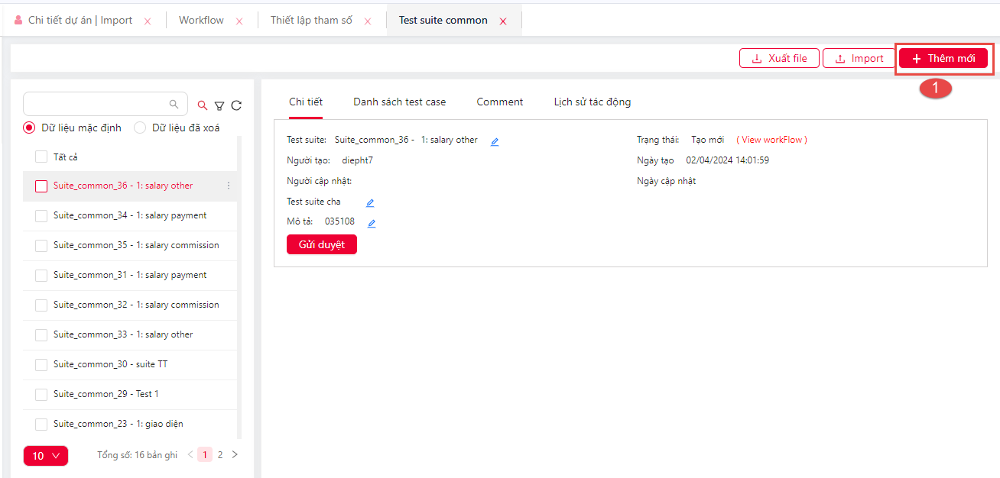 Chi tiết dự án | Import
Workflow
Thiết lập tham số
Test suite common
Xuất file
Import
Thêm mới
1
Dữ liệu mặc định
Dữ liệu đã xoá
Tất cả
Suite_common_36 - 1: salary other
Suite_common_34 - 1: salary payment
Suite_common_35 - 1: salary commission
Suite_common_31 - 1: salary payment
Suite_common_32 - 1: salary commission
Suite_common_33 - 1: salary other
Suite_common_30 - suite TT
Suite_common_29 - Test 1
Suite_common_23 - 1: giao diện
10
Tổng số: 16 bản ghi
1
2
Chi tiết
Danh sách test case
Comment
Lịch sử tác động
Test suite: Suite_common_36 - 1: salary other
Trạng thái: Tạo mới ( View workFlow )
Người tạo: diepht7
Ngày tạo 02/04/2024 14:01:59
Người cập nhật:
Ngày cập nhật
Test suite cha
Mô tả: 035108
Gửi duyệt